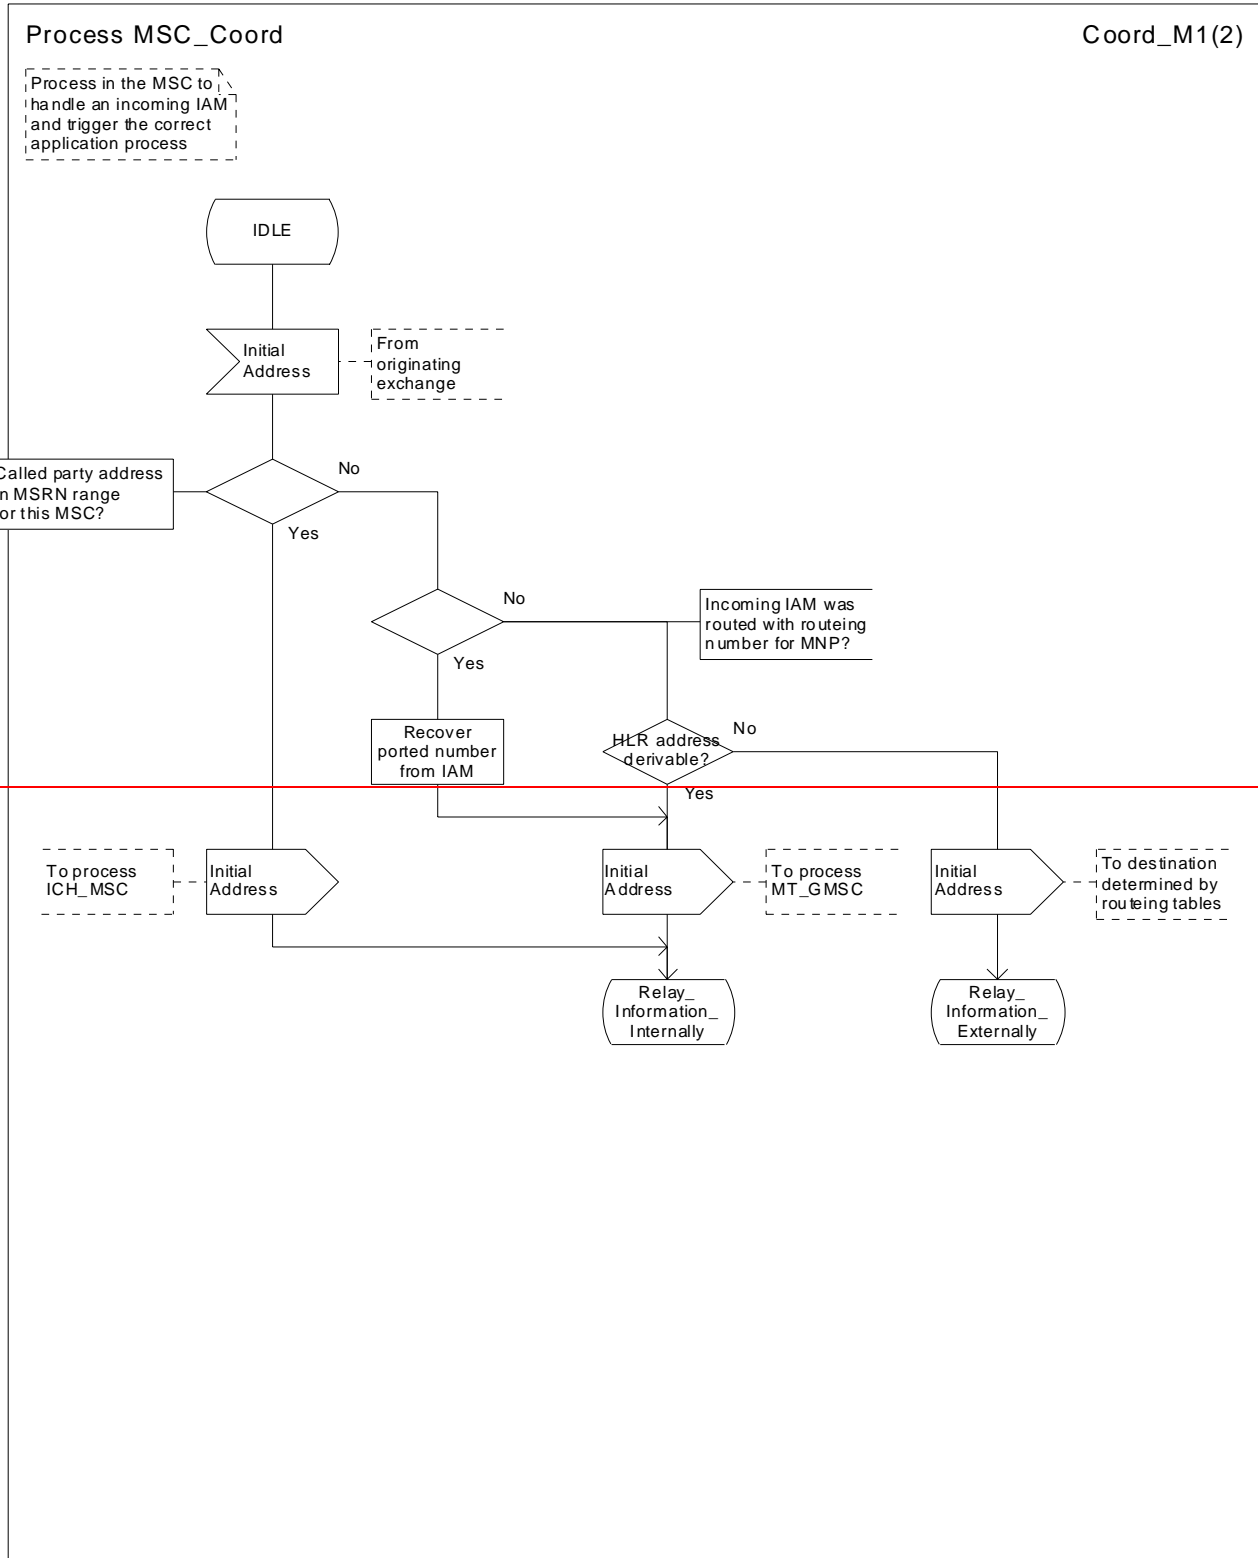 Process MSC_Coord
Coord_M1(2)
Process in the MSC to
handle an incoming IAM
and trigger the correct
application process
IDLE
Initial
Address
From
originating
exchange
Called party address
n MSRN range
or this MSC?
No
Yes
No
Incoming IAM was
routed with routeing
number for MNP?
Yes
Recover
ported number
from IAM
HLR address
derivable?
No
Yes
To process
ICH_MSC
Initial
Address
Initial
Address
To process
MT_GMSC
Initial
Address
To destination
determined by
routeing tables
Relay_
Information_
Internally
Relay_
Information_
Externally